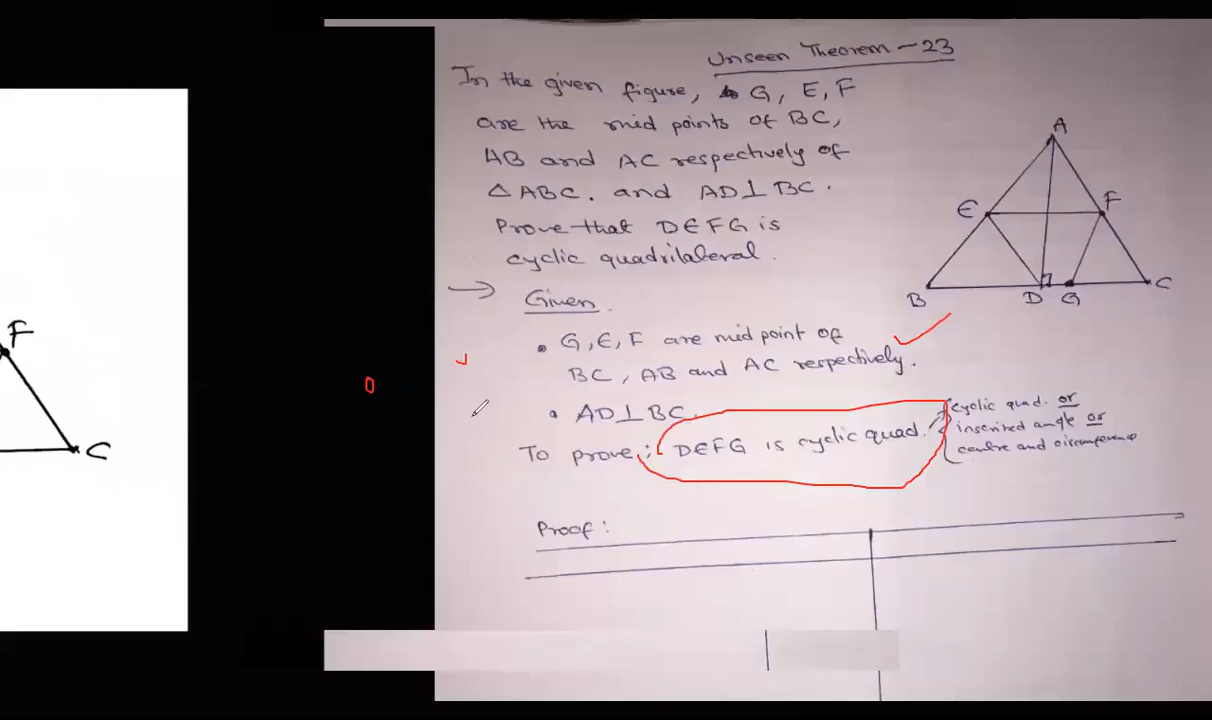 Unseen Theorem - 23
In the given figure, G, E, F
are the mid points of BC,
AB and AC respectively of
△ABC. and AD⊥BC.
Prove that DEFG is
cyclic quadrilateral.
→ Given.
• G, E, F are mid point of
BC, AB and AC respectively.
• AD⊥BC.
To prove: DEFG is cyclic quad.
cyclic quad. or
inscribed angle or
centre and circumference
Proof:
A
E
F
B
D
G
C
F
C
0